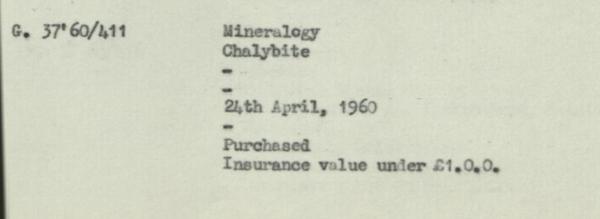 G. 37'60/411
Mineralogy
Chalybite
-
-
24th April, 1960
-
Purchased
Insurance value under £1.0.0.